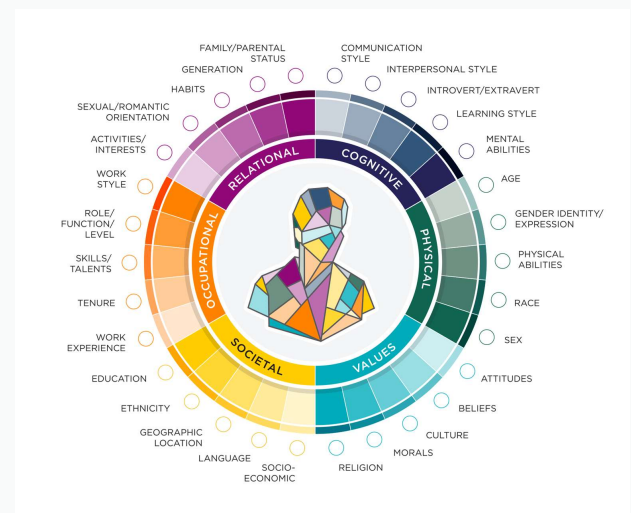 FAMILY/PARENTAL
STATUS
GENERATION
HABITS
SEXUAL/ROMANTIC
ORIENTATION
ACTIVITIES/
INTERESTS
COMMUNICATION
STYLE
INTERPERSONAL STYLE
INTROVERT/EXTRAVERT
LEARNING STYLE
MENTAL
ABILITIES
WORK
STYLE
ROLE/
FUNCTION/
LEVEL
SKILLS/
TALENTS
TENURE
WORK
EXPERIENCE
AGE
GENDER IDENTITY/
EXPRESSION
PHYSICAL
ABILITIES
RACE
SEX
EDUCATION
ETHNICITY
GEOGRAPHIC
LOCATION
LANGUAGE
SOCIO-
ECONOMIC
ATTITUDES
BELIEFS
CULTURE
MORALS
RELIGION
RELATIONAL
COGNITIVE
PHYSICAL
VALUES
SOCIETAL
OCCUPATIONAL